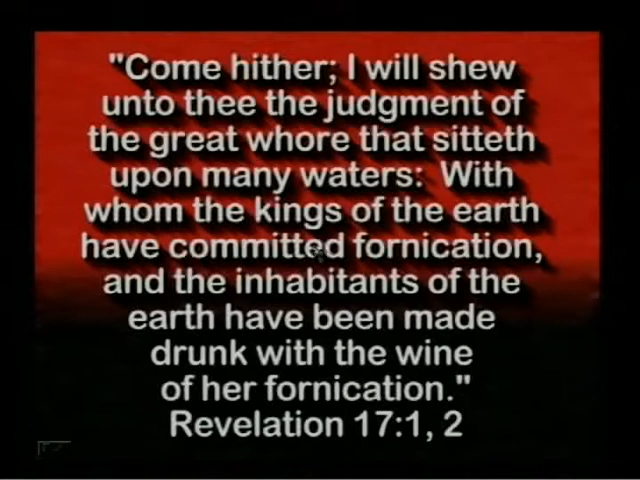 "Come hither; I will shew
unto thee the judgment of
the great whore that sitteth
upon many waters: With
whom the kings of the earth
have committed fornication,
and the inhabitants of the
earth have been made
drunk with the wine
of her fornication."
Revelation 17:1, 2